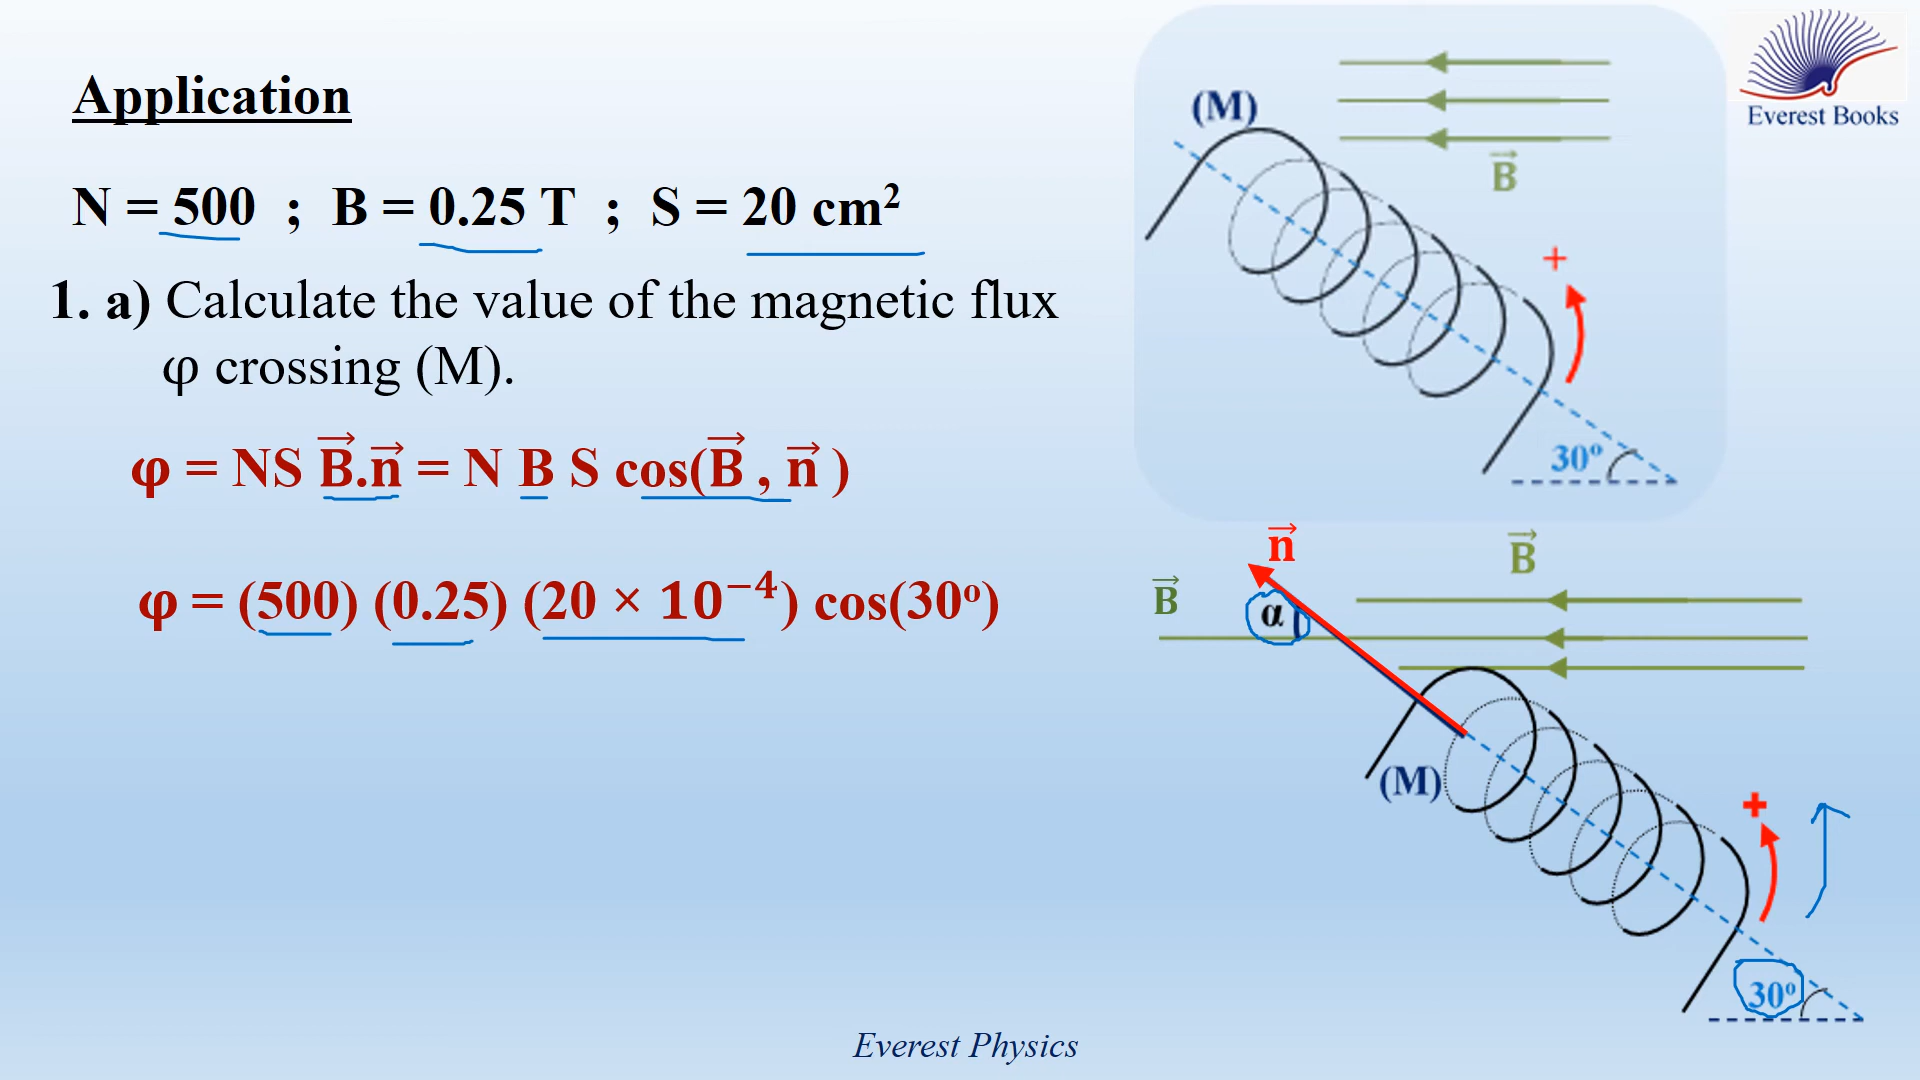 Application
N = 500 ; B = 0.25 T ; S = 20 cm²
1. a) Calculate the value of the magnetic flux
φ crossing (M).
φ = NS B⃗.n⃗ = N B S cos(B⃗ , n⃗ )
φ = (500) (0.25) (20 × 10⁻⁴) cos(30º)
(M)
B⃗
+
30º
Everest Books
n⃗
B⃗
B⃗
α
(M)
+
30º
Everest Physics